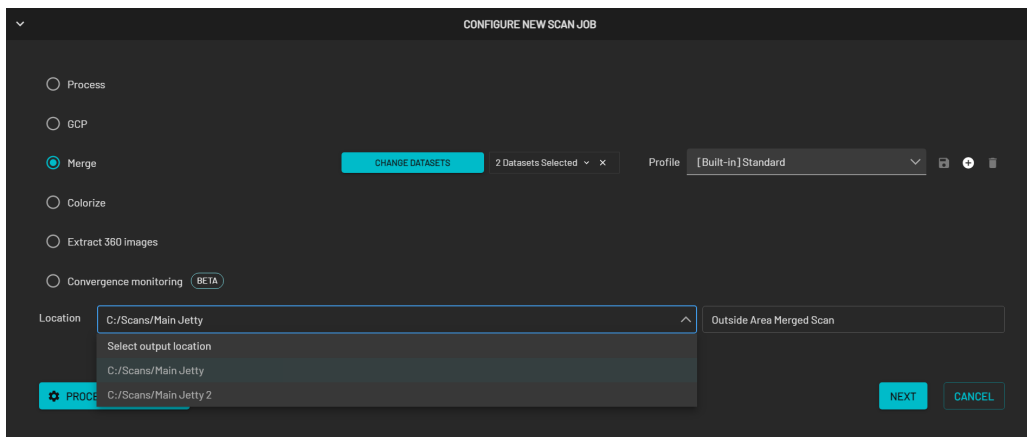 CONFIGURE NEW SCAN JOB
Process
GCP
Merge
CHANGE DATASETS
2 Datasets Selected
Profile
[Built-in] Standard
Colorize
Extract 360 images
Convergence monitoring
BETA
Location
C:/Scans/Main Jetty
Outside Area Merged Scan
Select output location
C:/Scans/Main Jetty
C:/Scans/Main Jetty 2
NEXT
CANCEL